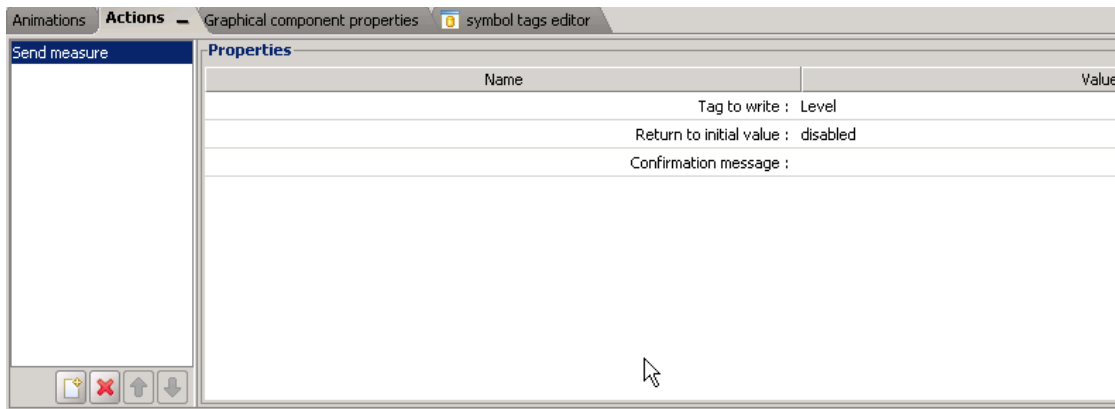 Animations Actions Graphical component properties symbol tags editor
Send measure
Properties
Name Value
Tag to write : Level
Return to initial value : disabled
Confirmation message :